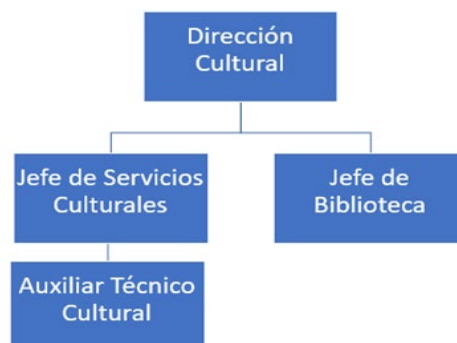 Dirección
Cultural
Jefe de Servicios
Culturales
Jefe de
Biblioteca
Auxiliar Técnico
Cultural